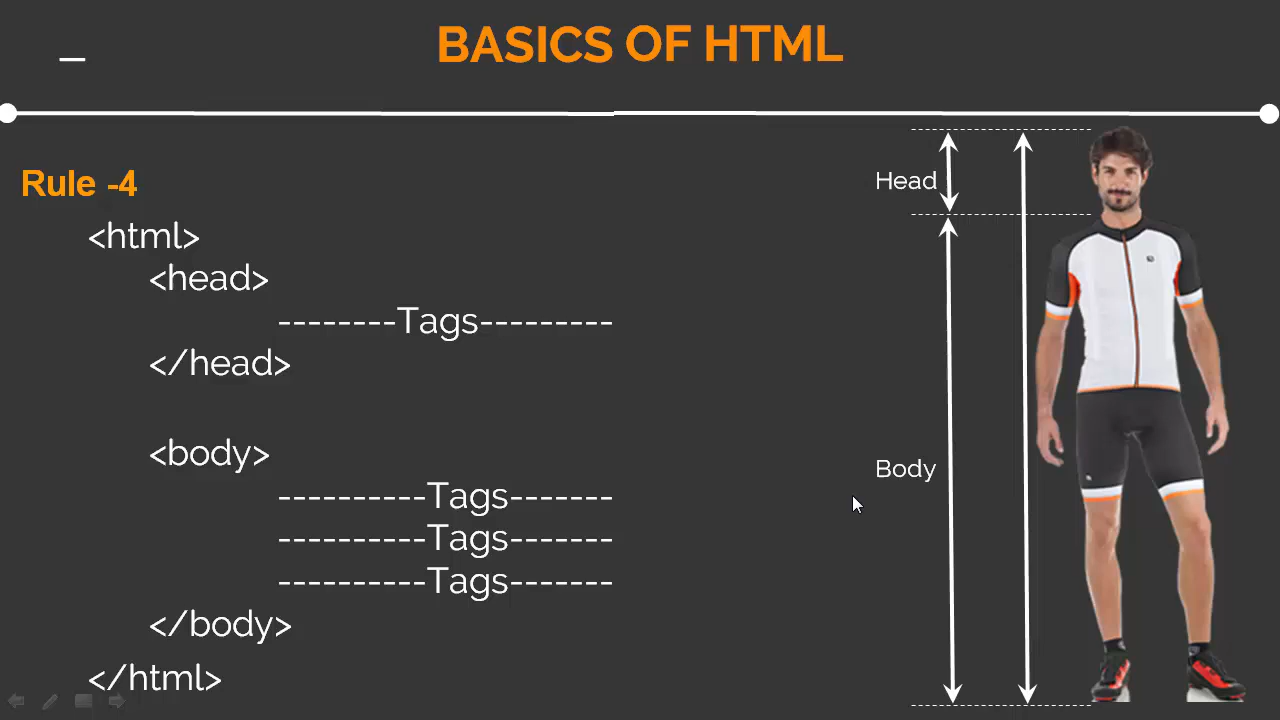 BASICS OF HTML
Rule -4
<html>
<head>
--------Tags---------
</head>
<body>
----------Tags-------
----------Tags-------
----------Tags-------
</body>
</html>
Head
Body